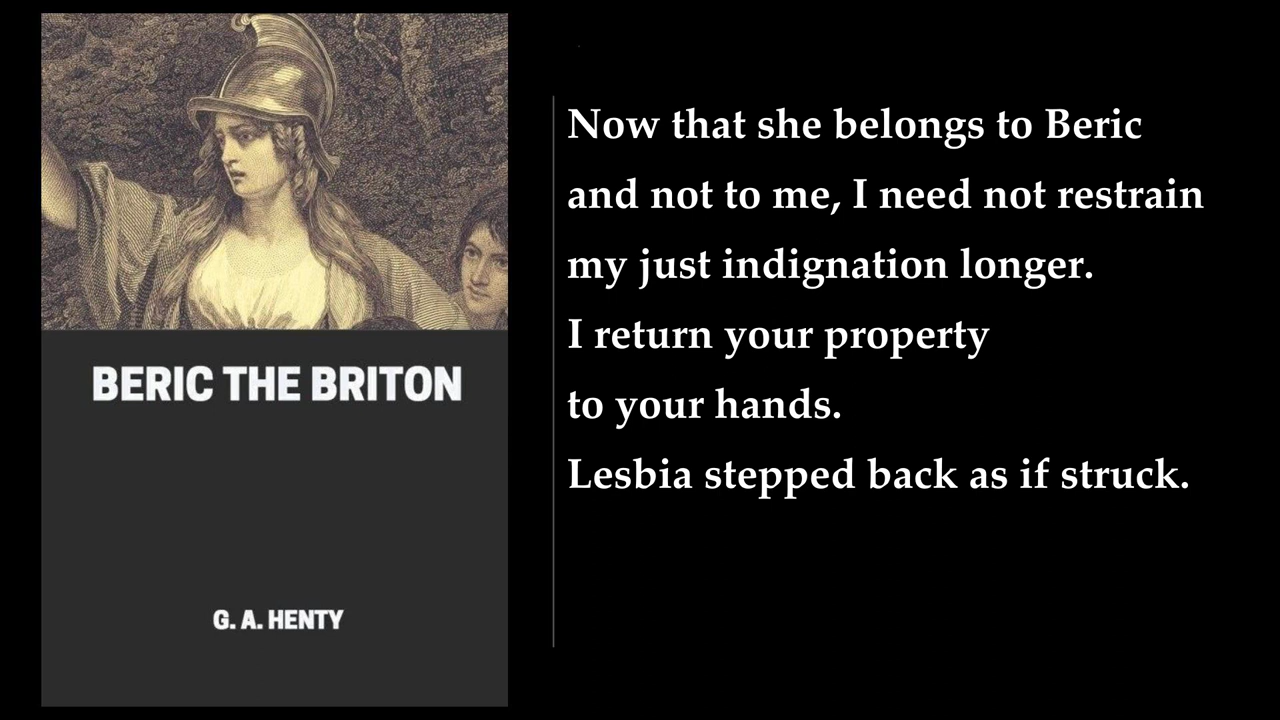 BERIC THE BRITON
G. A. HENTY
Now that she belongs to Beric
and not to me, I need not restrain
my just indignation longer.
I return your property
to your hands.
Lesbia stepped back as if struck.